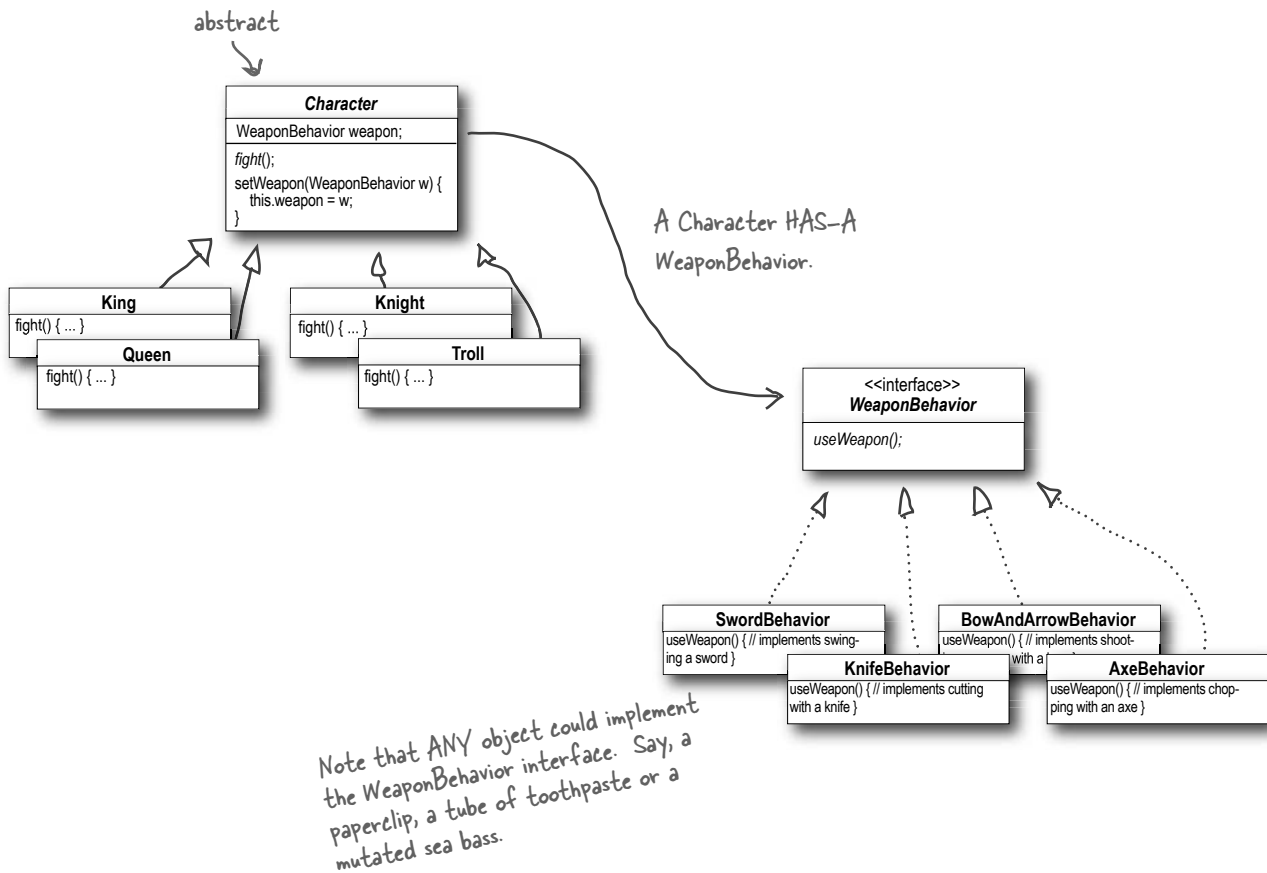 abstract
Character
WeaponBehavior weapon;
fight();
setWeapon(WeaponBehavior w) {
this.weapon = w;
}
A Character HAS-A
WeaponBehavior.
King
fight() { ... }
Queen
fight() { ... }
Knight
fight() { ... }
Troll
fight() { ... }
<<interface>>
WeaponBehavior
useWeapon();
SwordBehavior
useWeapon() { // implements swing-
ing a sword }
BowAndArrowBehavior
useWeapon() { // implements shoot-
with a
KnifeBehavior
useWeapon() { // implements cutting
with a knife }
AxeBehavior
useWeapon() { // implements chop-
ping with an axe }
Note that ANY object could implement
the WeaponBehavior interface. Say, a
paperclip, a tube of toothpaste or a
mutated sea bass.